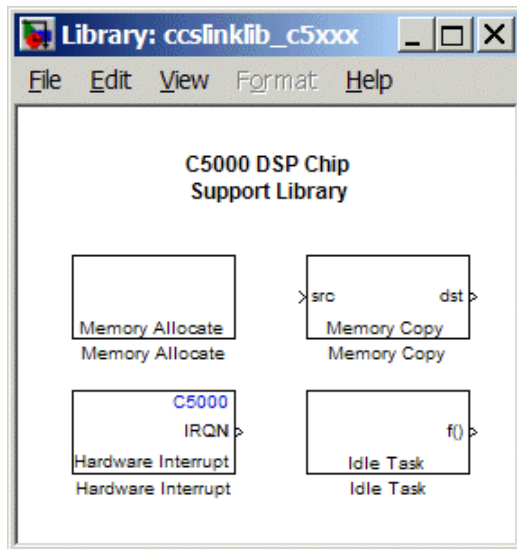 Library: ccslinklib_c5xxx
File Edit View Format Help
C5000 DSP Chip
Support Library
Memory Allocate
Memory Allocate
src dst
Memory Copy
Memory Copy
C5000
IRQN
Hardware Interrupt
Hardware Interrupt
f()
Idle Task
Idle Task